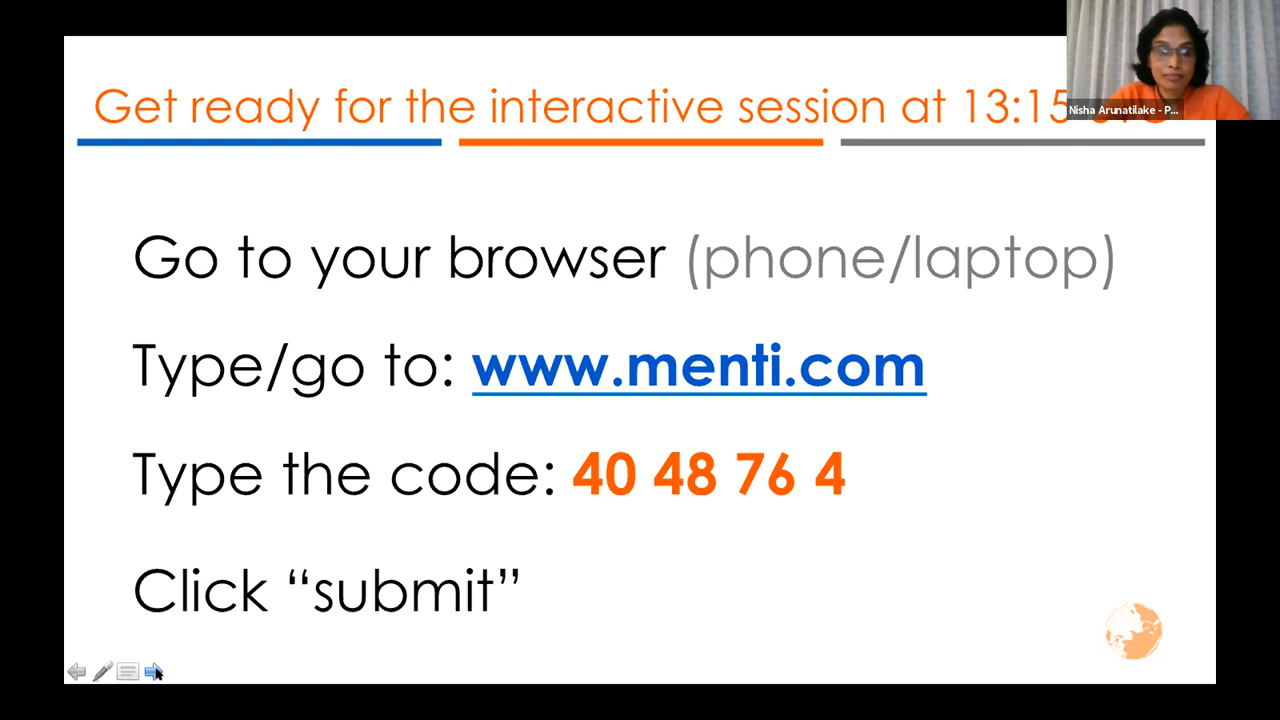 Get ready for the interactive session at 13:15
Nisha Arunatilake - P...
Go to your browser (phone/laptop)
Type/go to: www.menti.com
Type the code: 40 48 76 4
Click “submit”